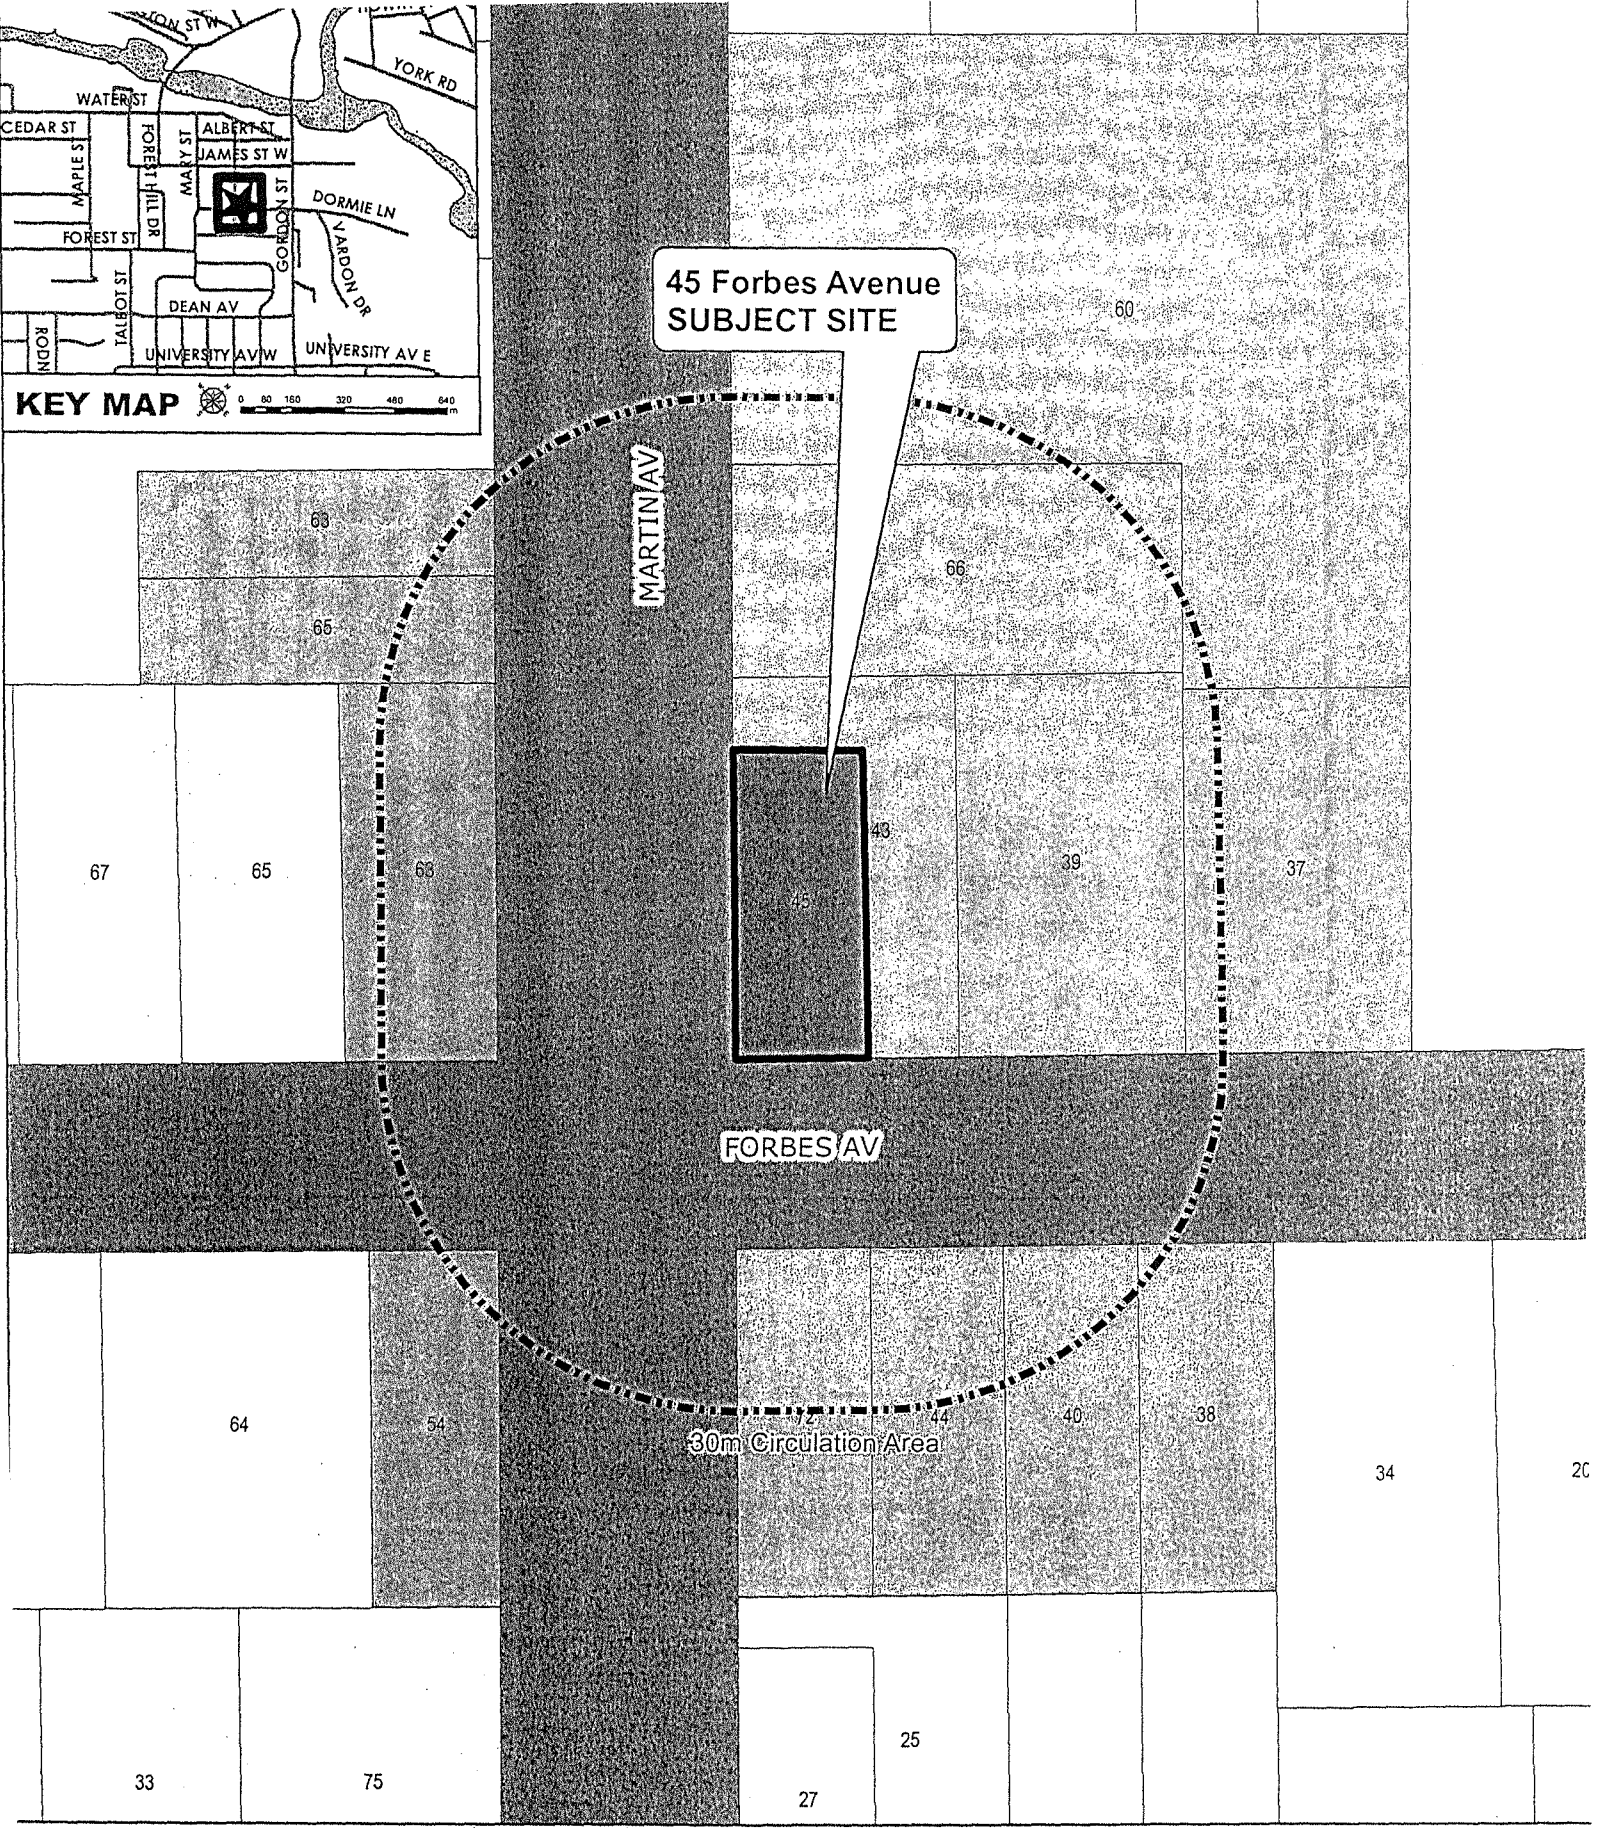 WATER ST
YORK RD
CEDAR ST
MAPLE ST
FOREST HILL DR
MARY ST
ALBERT ST
JAMES ST W
GORDON ST
DORMIE LN
VARDON DR
FOREST ST
TALBOT ST
DEAN AV
RODIN
UNIVERSITY AV W
UNIVERSITY AV E
KEY MAP
0 80 160 320 480 640
m
45 Forbes Avenue
SUBJECT SITE
60
MARTIN AV
63
66
65
43
39
37
67
65
63
45
FORBES AV
64
54
72
44
40
38
30m Circulation Area
34
20
33
75
25
27